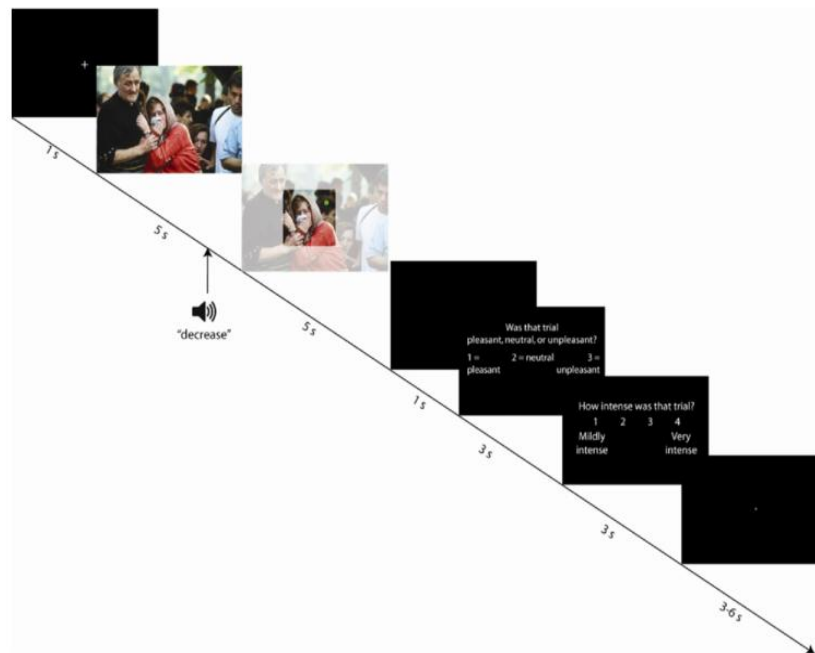 1 s
5 s
"decrease"
5 s
1 s
Was that trial
pleasant, neutral, or unpleasant?
1 = 2 = neutral 3 =
pleasant unpleasant
3 s
How intense was that trial?
1 2 3 4
Mildly Very
intense intense
3 s
3-6 s